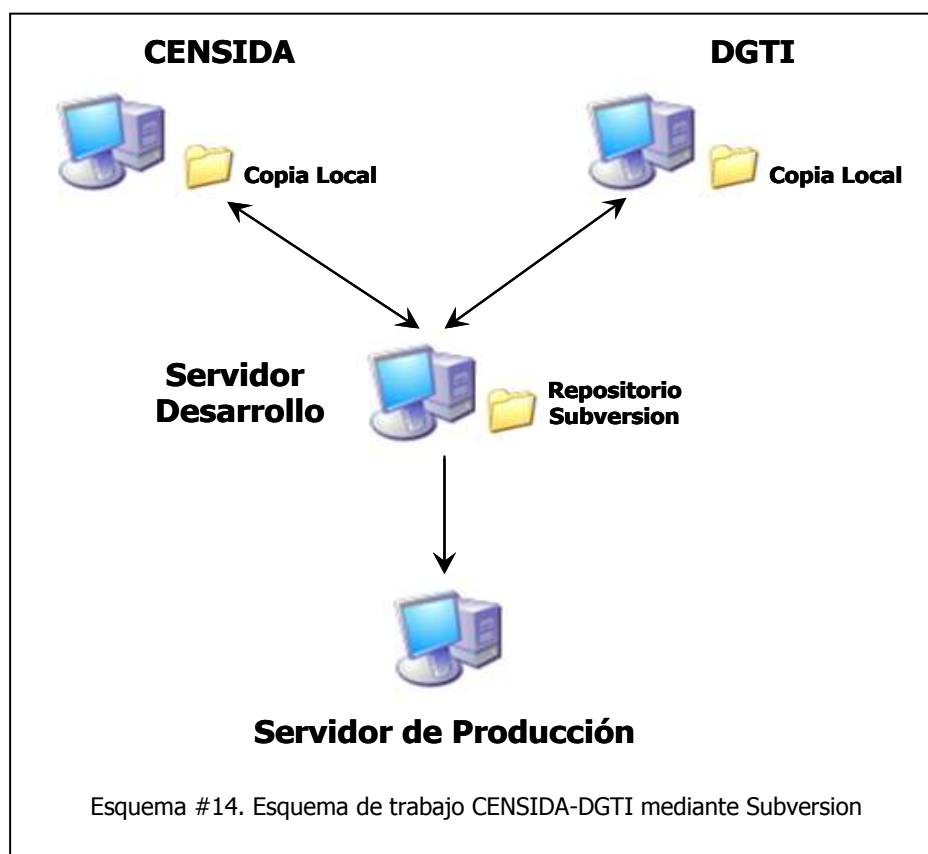 CENSIDA
DGTI
Copia Local
Copia Local
Servidor
Desarrollo
Repositorio
Subversion
Servidor de Producción
Esquema #14. Esquema de trabajo CENSIDA-DGTI mediante Subversion